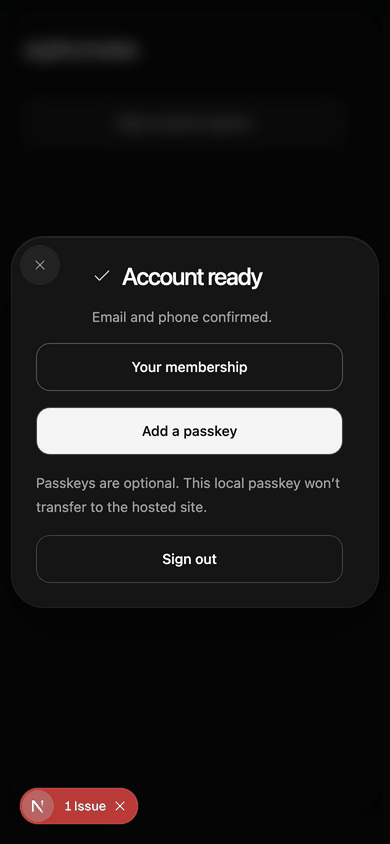 Account ready
Email and phone confirmed.
Your membership
Add a passkey
Passkeys are optional. This local passkey won’t
transfer to the hosted site.
Sign out
N
1 Issue